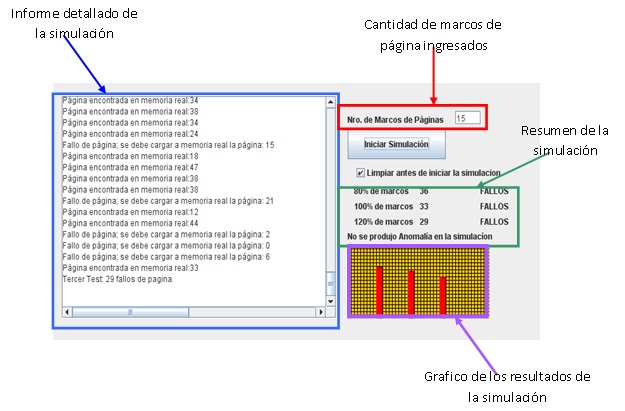 Informe detallado de
la simulación
Cantidad de marcos de
página ingresados
Página encontrada en memoria real:34
Página encontrada en memoria real:38
Página encontrada en memoria real:34
Página encontrada en memoria real:24
Fallo de página; se debe cargar a memoria real la página: 15
Página encontrada en memoria real:18
Página encontrada en memoria real:47
Página encontrada en memoria real:38
Página encontrada en memoria real:38
Fallo de página; se debe cargar a memoria real la página: 21
Página encontrada en memoria real:12
Página encontrada en memoria real:44
Fallo de página; se debe cargar a memoria real la página: 2
Fallo de página; se debe cargar a memoria real la página: 0
Fallo de página; se debe cargar a memoria real la página: 6
Página encontrada en memoria real:33
Tercer Test: 29 fallos de pagina.
Nro. de Marcos de Páginas 15
Iniciar Simulación
Limpiar antes de iniciar la simulacion
Resumen de la
simulación
80% de marcos 36 FALLOS
100% de marcos 33 FALLOS
120% de marcos 29 FALLOS
No se produjo Anomalía en la simulacion
Grafico de los resultados de
la simulación